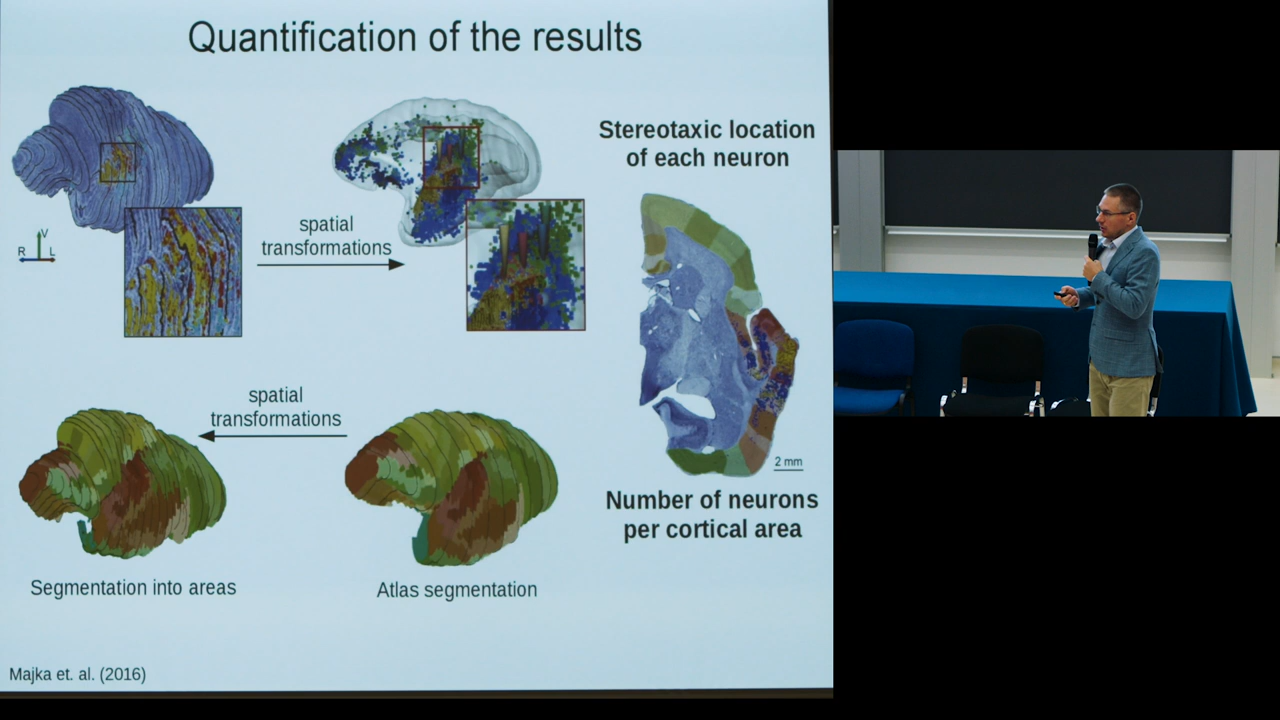 Quantification of the results
Stereotaxic location
of each neuron
spatial
transformations
V
R L
spatial
transformations
2 mm
Number of neurons
per cortical area
Segmentation into areas
Atlas segmentation
Majka et. al. (2016)